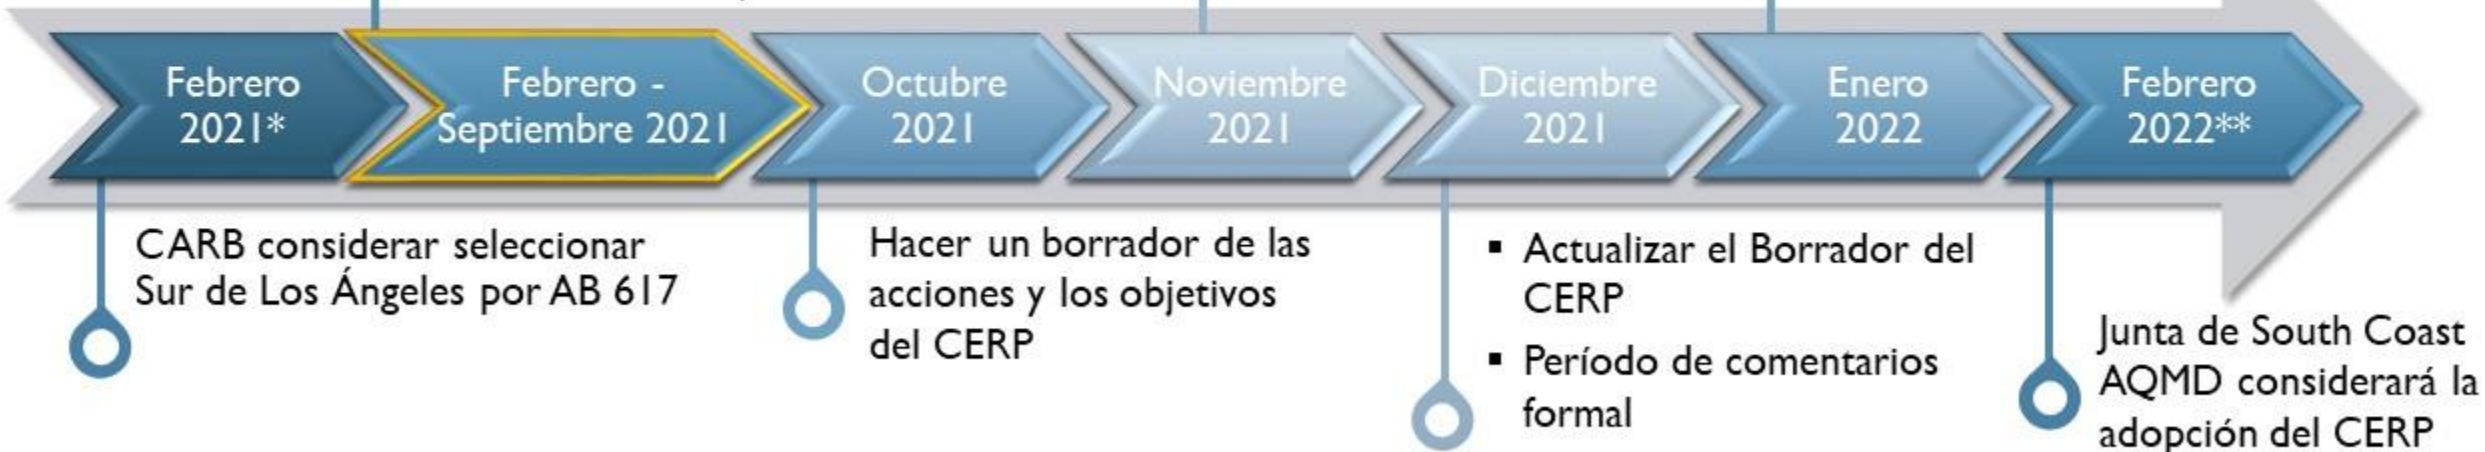 Febrero
2021*
Febrero -
Septiembre 2021
Octubre
2021
Noviembre
2021
Diciembre
2021
Enero
2022
Febrero
2022**
CARB considerar seleccionar
Sur de Los Ángeles por AB 617
Hacer un borrador de las
acciones y los objetivos
del CERP
▪ Actualizar el Borrador del
CERP
▪ Período de comentarios
formal
Junta de South Coast
AQMD considerará la
adopción del CERP